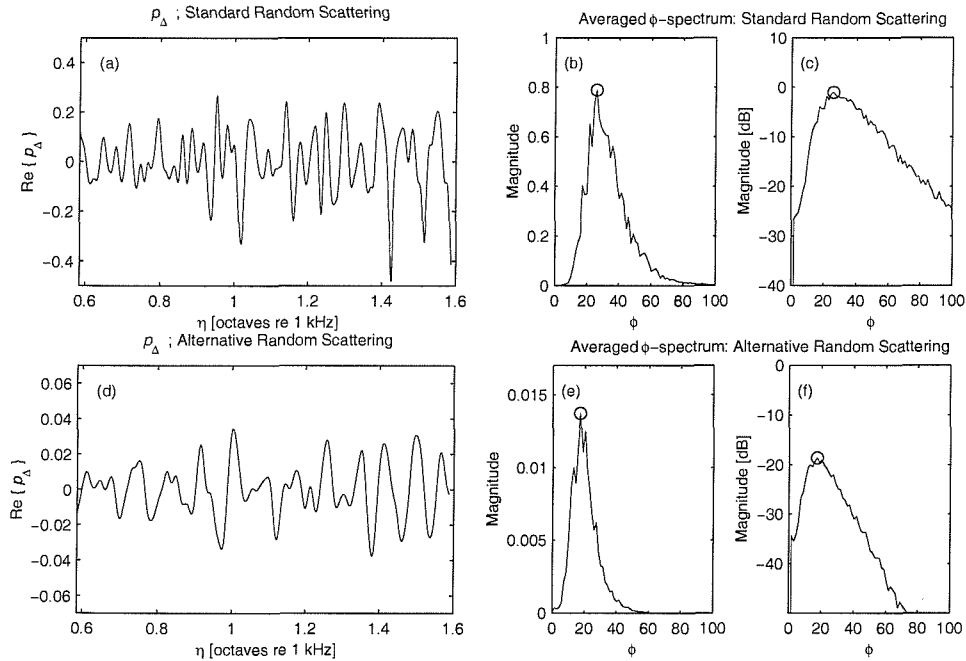 p_Δ ; Standard Random Scattering
Averaged ϕ-spectrum: Standard Random Scattering
(a)
0.4
0.2
0
−0.2
−0.4
Re { p_Δ }
0.6 0.8 1 1.2 1.4 1.6
η [octaves re 1 kHz]
(b)
1
0.8
0.6
0.4
0.2
0
Magnitude
0 20 40 60 80 100
ϕ
(c)
10
0
−10
−20
−30
−40
Magnitude [dB]
0 20 40 60 80 100
ϕ
p_Δ ; Alternative Random Scattering
Averaged ϕ-spectrum: Alternative Random Scattering
(d)
0.06
0.04
0.02
0
−0.02
−0.04
−0.06
Re { p_Δ }
0.6 0.8 1 1.2 1.4 1.6
η [octaves re 1 kHz]
(e)
0.015
0.01
0.005
0
Magnitude
0 20 40 60 80 100
ϕ
(f)
0
−10
−20
−30
−40
Magnitude [dB]
0 20 40 60 80 100
ϕ